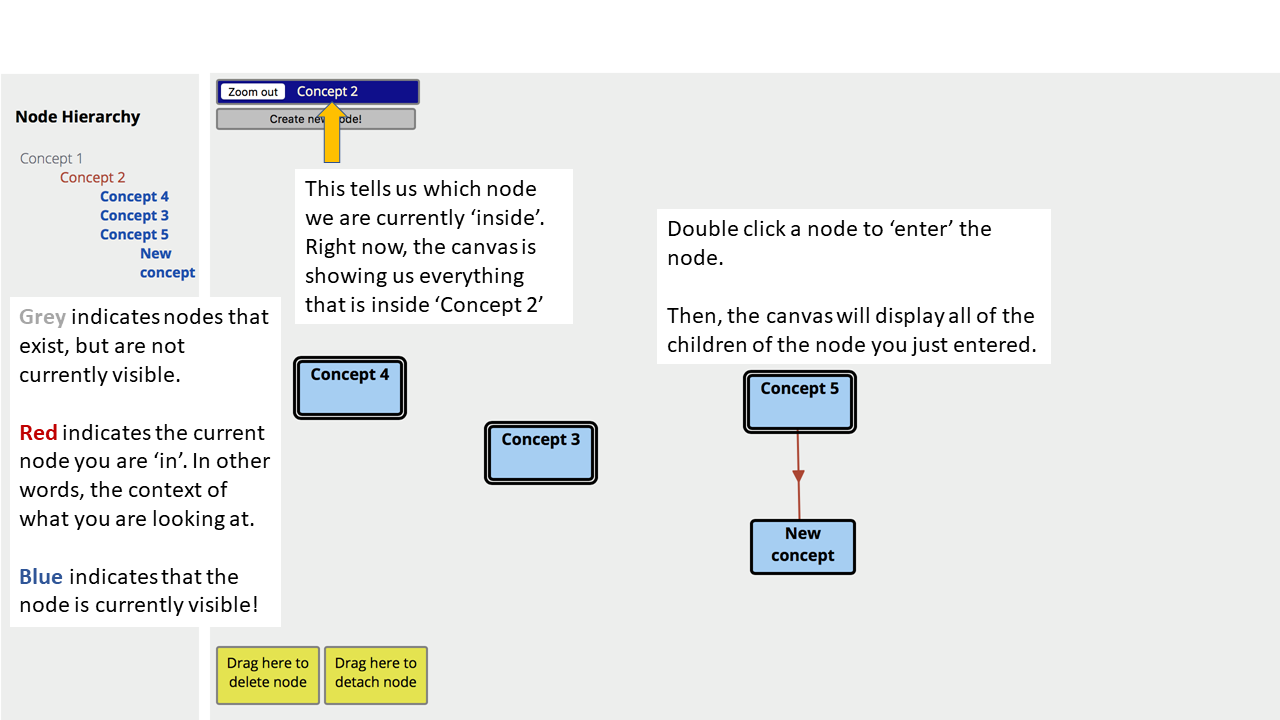 Zoom out Concept 2
Create new node!
Node Hierarchy
Concept 1
Concept 2
Concept 4
Concept 3
Concept 5
New
concept
This tells us which node
we are currently ‘inside’.
Right now, the canvas is
showing us everything
that is inside ‘Concept 2’
Double click a node to ‘enter’ the
node.
Then, the canvas will display all of the
children of the node you just entered.
Grey indicates nodes that
exist, but are not
currently visible.
Red indicates the current
node you are ‘in’. In other
words, the context of
what you are looking at.
Blue indicates that the
node is currently visible!
Concept 4
Concept 3
Concept 5
New
concept
Drag here to
delete node
Drag here to
detach node